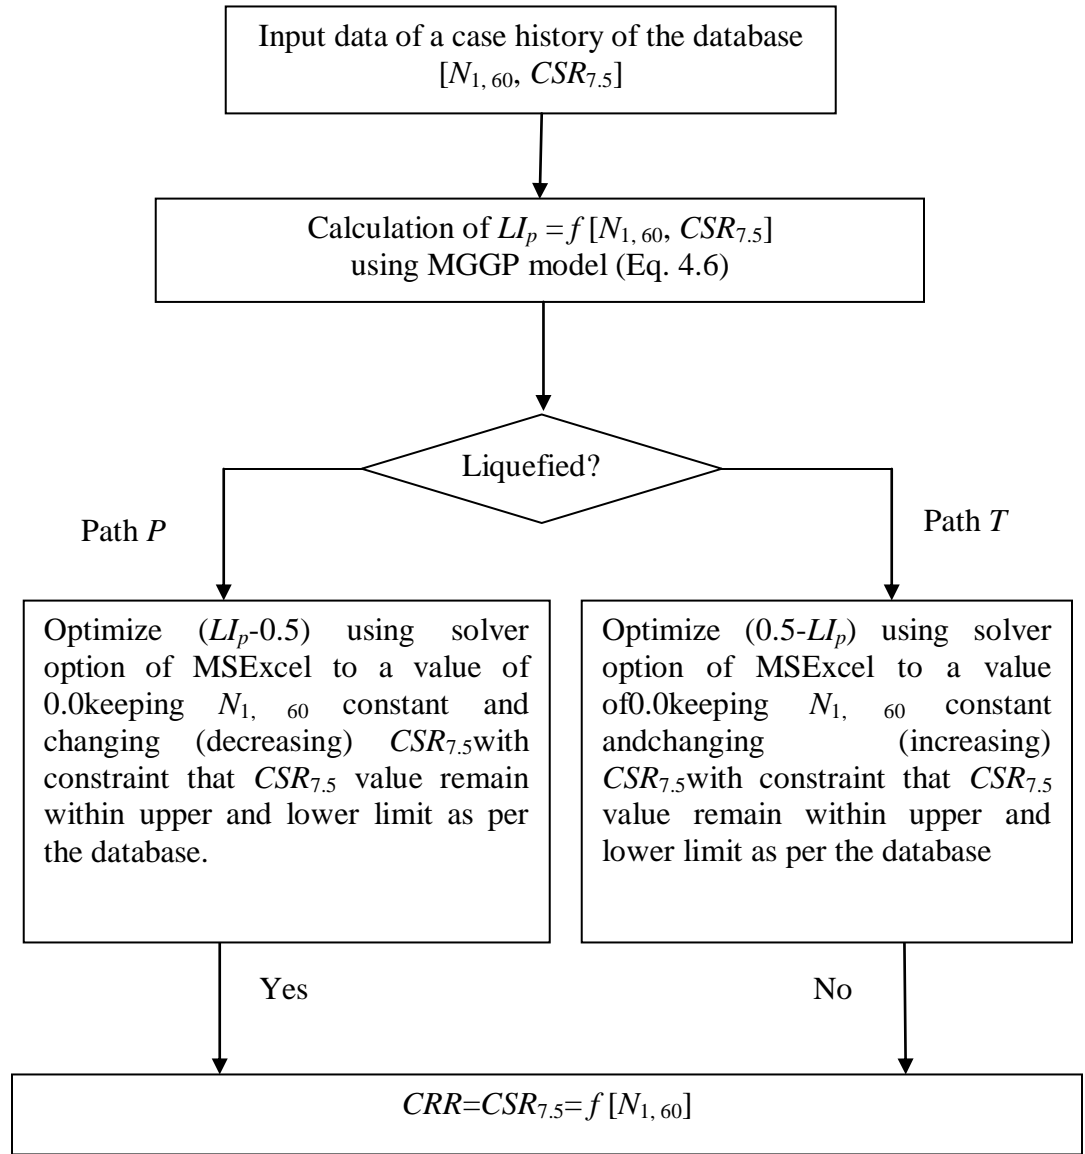 Input data of a case history of the database
[N1, 60, CSR7.5]
Calculation of LIp = f [N1, 60, CSR7.5]
using MGGP model (Eq. 4.6)
Liquefied?
Path P
Path T
Optimize (LIp-0.5) using solver
option of MSExcel to a value of
0.0keeping N1, 60 constant and
changing (decreasing) CSR7.5with
constraint that CSR7.5 value remain
within upper and lower limit as per
the database.
Optimize (0.5-LIp) using solver
option of MSExcel to a value
of0.0keeping N1, 60 constant
andchanging (increasing)
CSR7.5with constraint that CSR7.5
value remain within upper and
lower limit as per the database
Yes
No
CRR=CSR7.5= f [N1, 60]